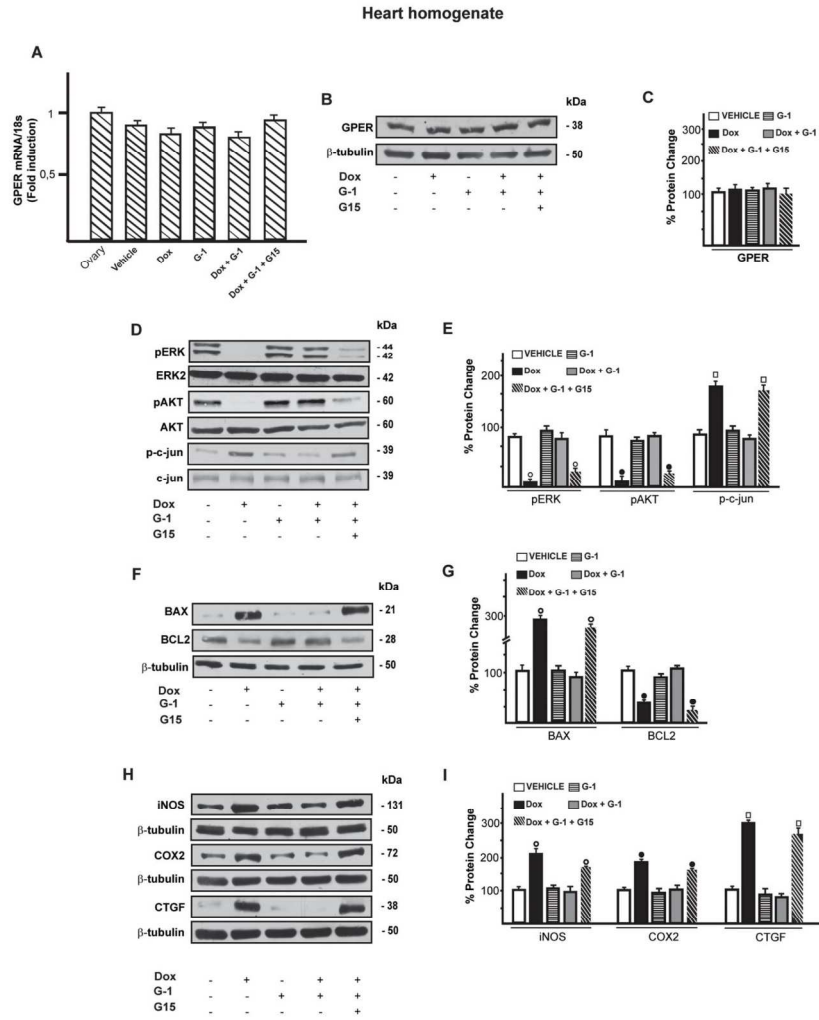 Heart homogenate
A
GPER mRNA/18s
(Fold induction)
1
0,5
Ovary
Vehicle
Dox
G-1
Dox + G-1
Dox + G-1 + G15
B
kDa
GPER
- 38
β-tubulin
- 50
Dox - + - + +
G-1 - - + + +
G15 - - - - +
C
VEHICLE G-1
Dox Dox + G-1
Dox + G-1 + G15
% Protein Change
300
200
100
GPER
D
kDa
pERK
- 44
- 42
ERK2
- 42
pAKT
- 60
AKT
- 60
p-c-jun
- 39
c-jun
- 39
Dox - + - + +
G-1 - - + + +
G15 - - - - +
E
VEHICLE G-1
Dox Dox + G-1
Dox + G-1 + G15
% Protein Change
200
100
pERK pAKT p-c-jun
F
kDa
BAX
- 21
BCL2
- 28
β-tubulin
- 50
Dox - + - + +
G-1 - - + + +
G15 - - - - +
G
VEHICLE G-1
Dox Dox + G-1
Dox + G-1 + G15
% Protein Change
300
100
BAX BCL2
H
kDa
iNOS
- 131
β-tubulin
- 50
COX2
- 72
β-tubulin
- 50
CTGF
- 38
β-tubulin
- 50
Dox - + - + +
G-1 - - + + +
G15 - - - - +
I
VEHICLE G-1
Dox Dox + G-1
Dox + G-1 + G15
% Protein Change
300
200
100
iNOS COX2 CTGF